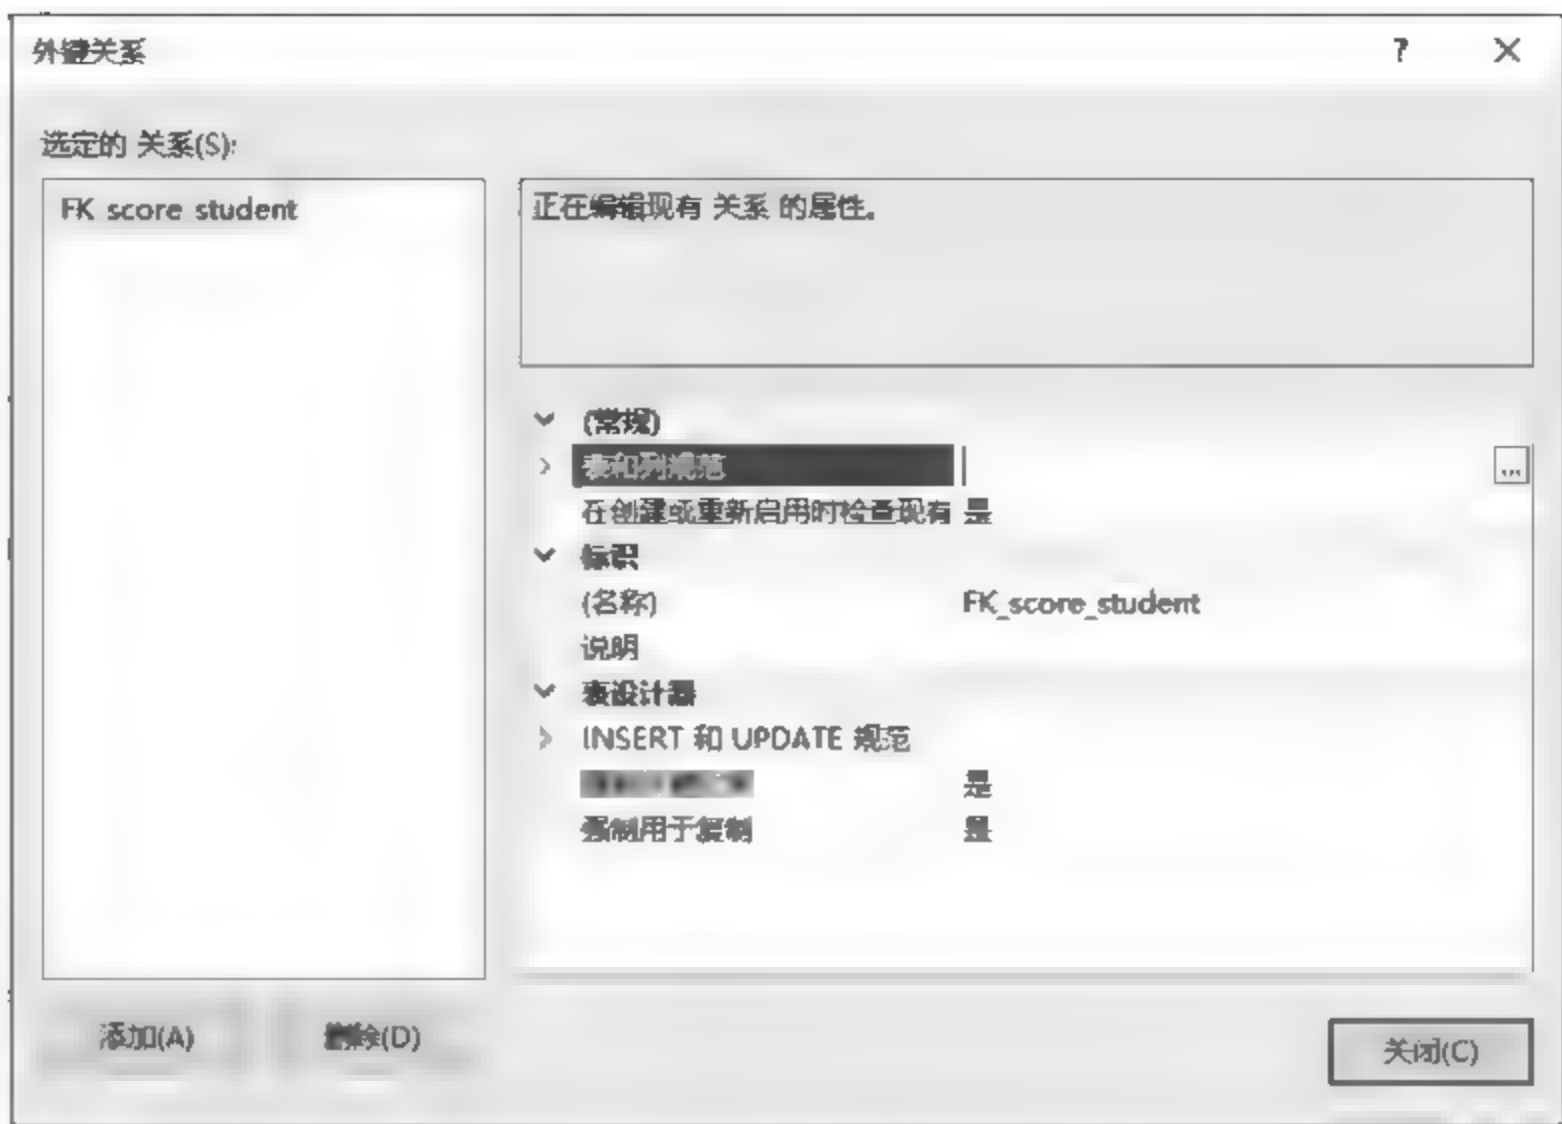 外键关系
?
选定的 关系(S):
FK score student
正在编辑现有 关系 的属性。
(常规)
表和列规范
...
在创建或重新启用时检查现有 是
标识
(名称) FK_score_student
说明
表设计器
INSERT 和 UPDATE 规范
是
强制用于复制 是
添加(A) 删除(D)
关闭(C)